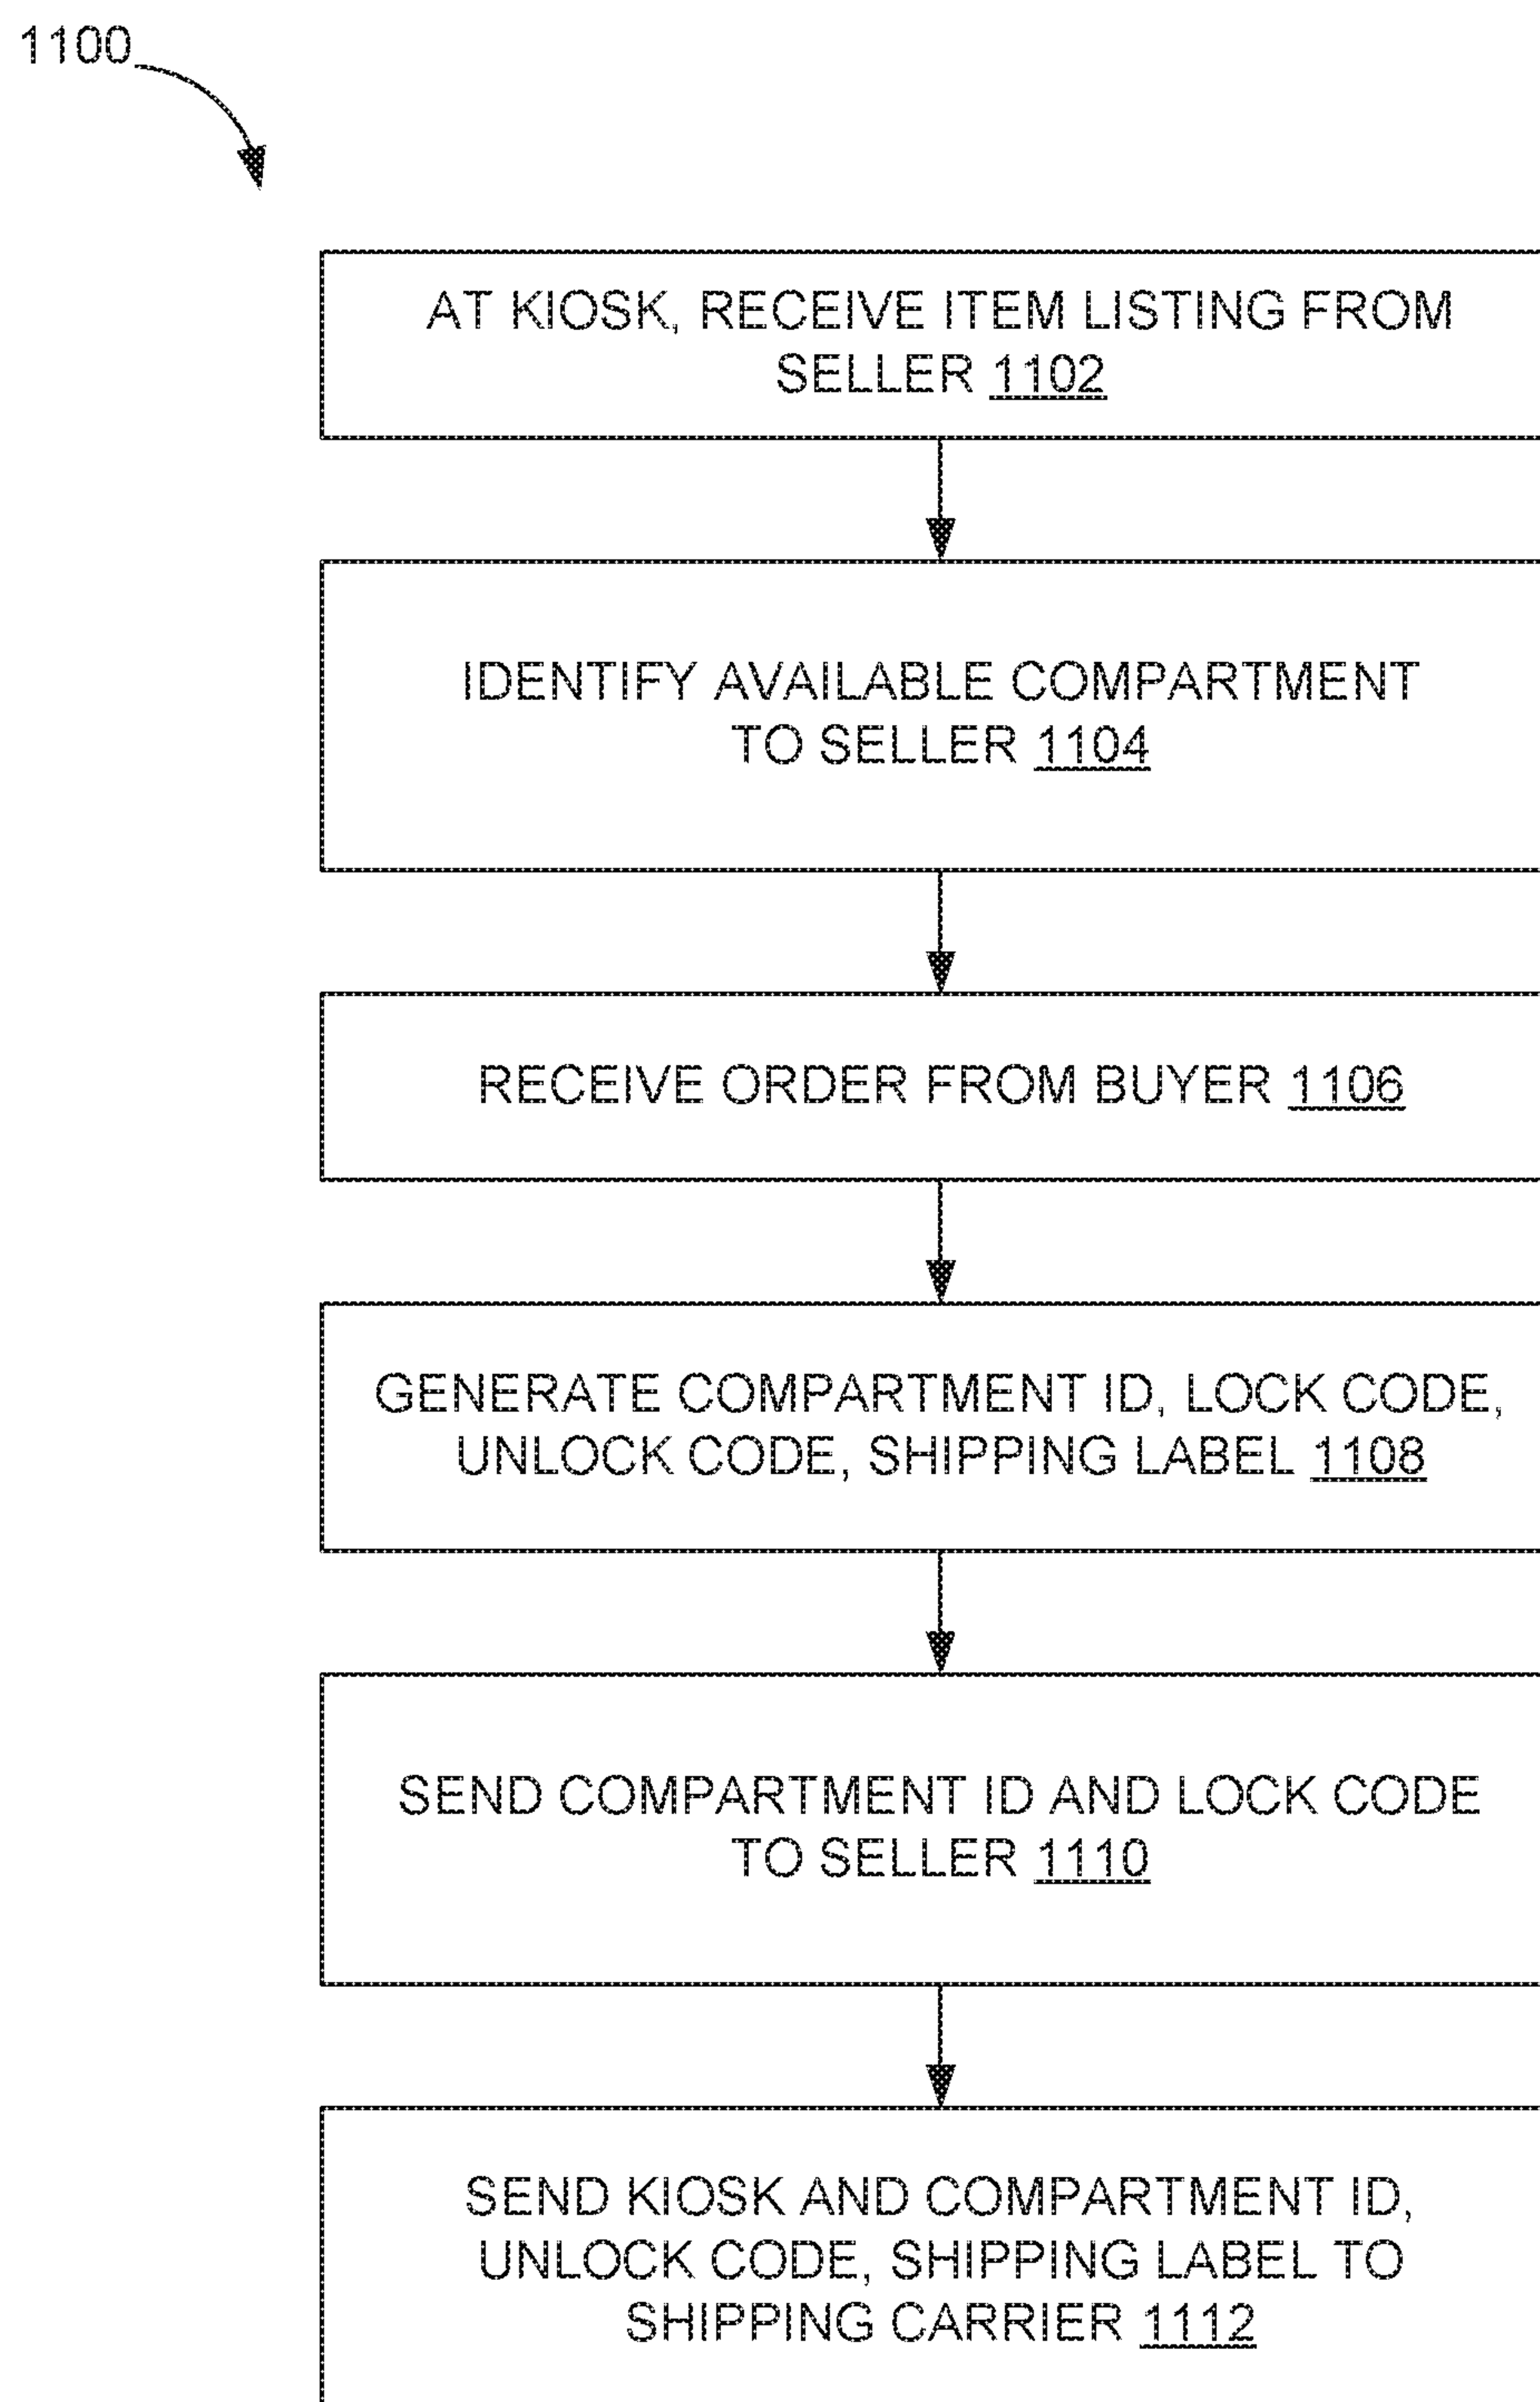 1100
AT KIOSK, RECEIVE ITEM LISTING FROM
SELLER 1102
IDENTIFY AVAILABLE COMPARTMENT
TO SELLER 1104
RECEIVE ORDER FROM BUYER 1106
GENERATE COMPARTMENT ID, LOCK CODE,
UNLOCK CODE, SHIPPING LABEL 1108
SEND COMPARTMENT ID AND LOCK CODE
TO SELLER 1110
SEND KIOSK AND COMPARTMENT ID,
UNLOCK CODE, SHIPPING LABEL TO
SHIPPING CARRIER 1112